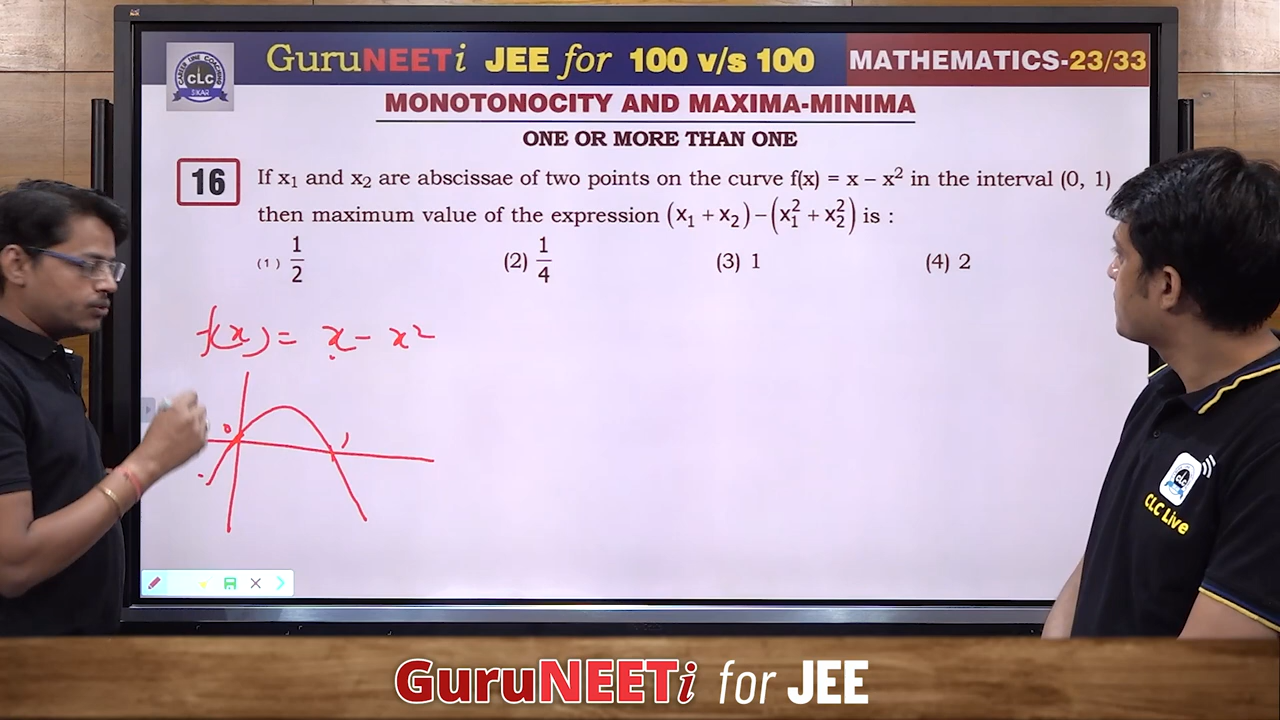 GuruNEETi JEE for 100 v/s 100 MATHEMATICS-23/33
CLC
SIKAR
MONOTONOCITY AND MAXIMA-MINIMA
ONE OR MORE THAN ONE
16 If x₁ and x₂ are abscissae of two points on the curve f(x) = x – x² in the interval (0, 1)
then maximum value of the expression (x₁ + x₂) – (x₁² + x₂²) is :
(1) 1/2 (2) 1/4 (3) 1 (4) 2
f(x) = x – x²
0 1
CLC
CLC Live
GuruNEETi for JEE